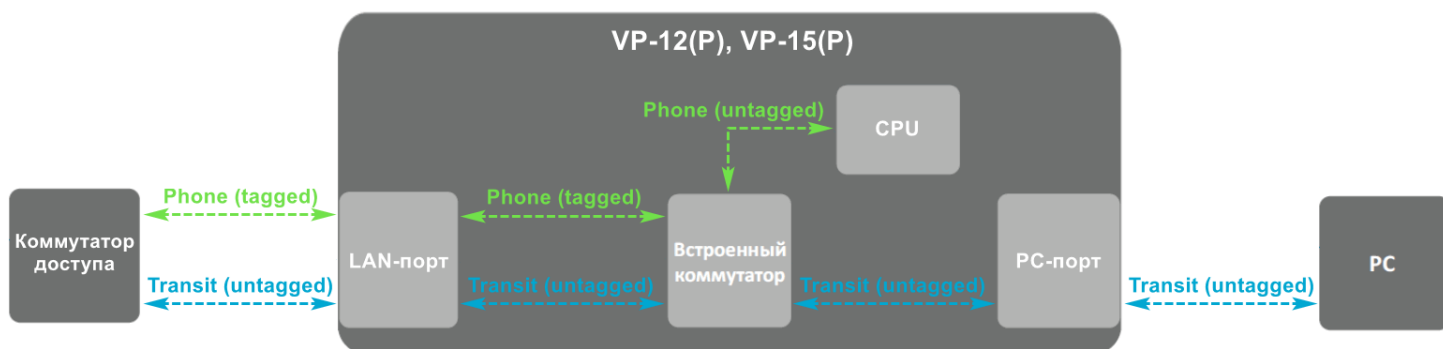 VP-12(P), VP-15(P)
Phone (untagged)
CPU
Phone (tagged)
Phone (tagged)
Коммутатор
доступа
LAN-порт
Встроенный
коммутатор
PC-порт
PC
Transit (untagged)
Transit (untagged)
Transit (untagged)
Transit (untagged)